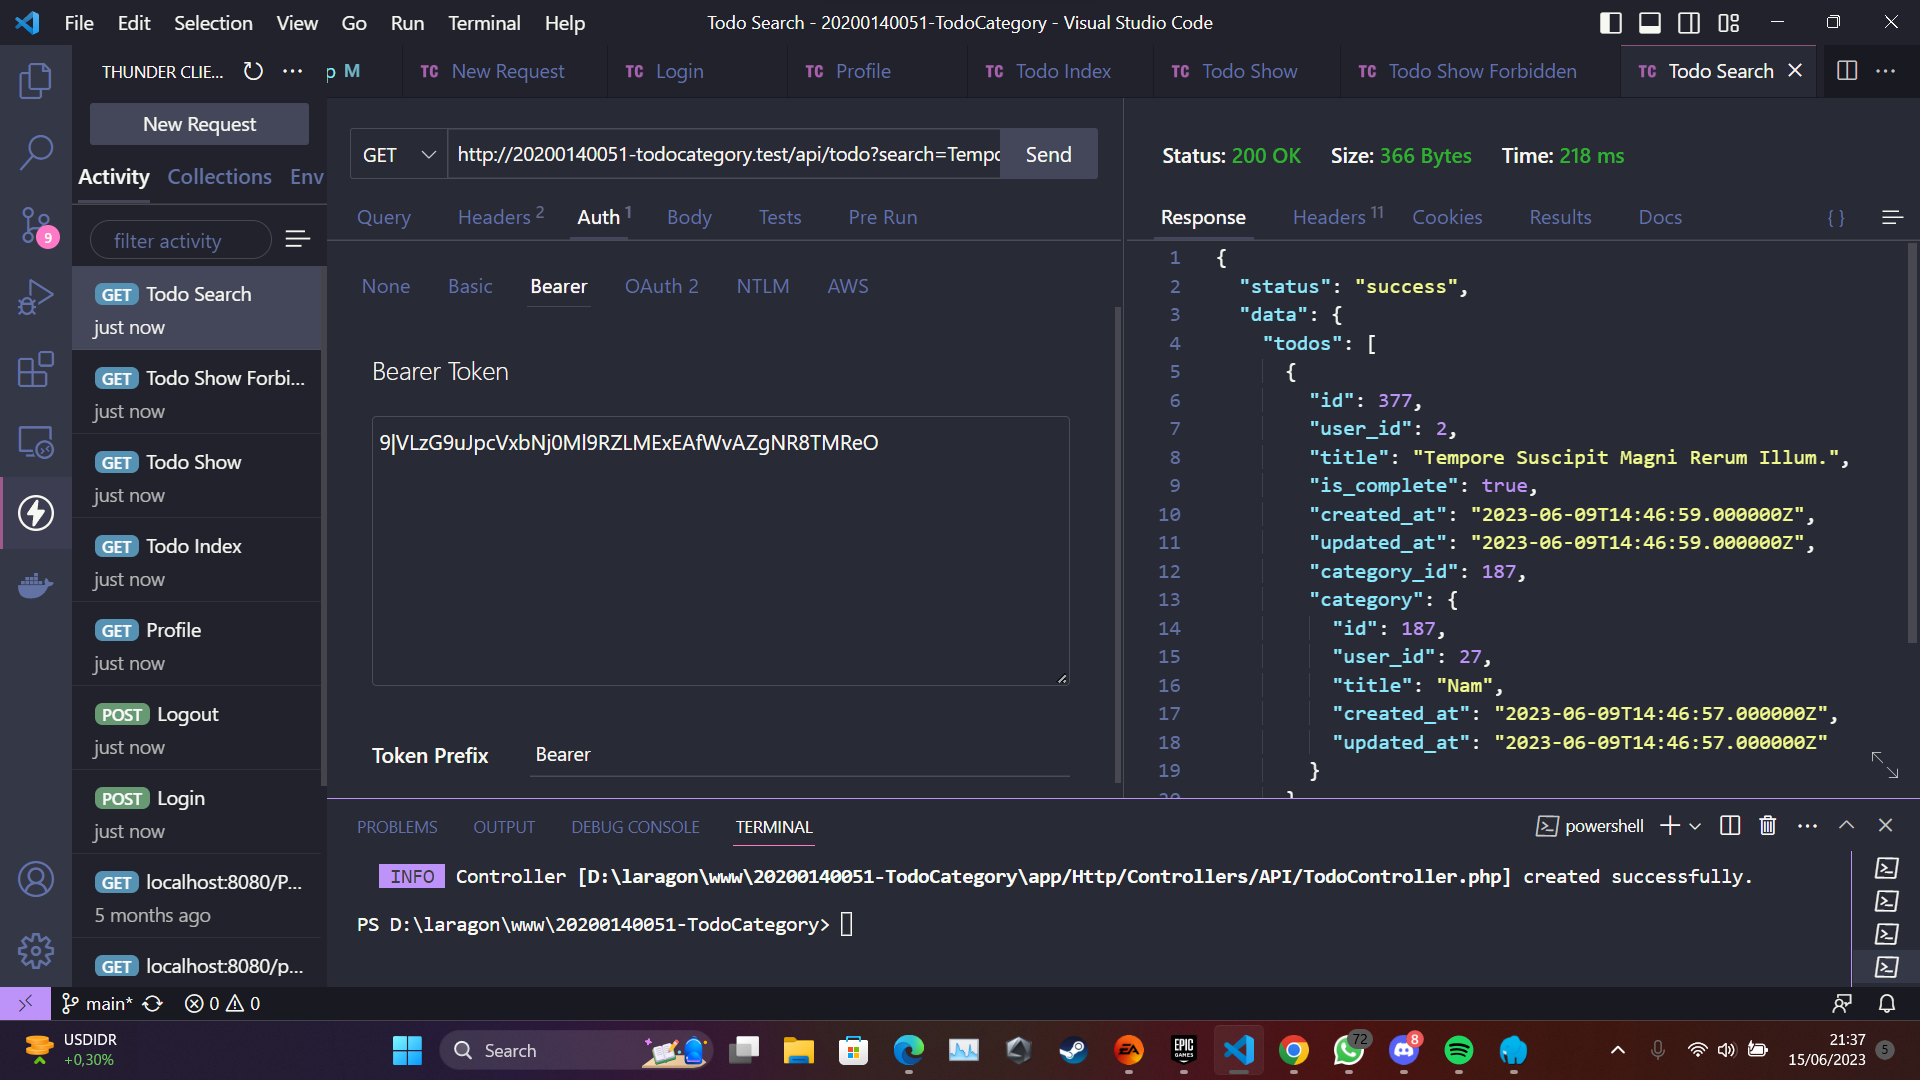 File Edit Selection View Go Run Terminal Help
Todo Search - 20200140051-TodoCategory - Visual Studio Code
THUNDER CLIE...
p M
TC New Request
TC Login
TC Profile
TC Todo Index
TC Todo Show
TC Todo Show Forbidden
TC Todo Search
New Request
Activity Collections Env
filter activity
GET Todo Search
just now
GET Todo Show Forbi...
just now
GET Todo Show
just now
GET Todo Index
just now
GET Profile
just now
POST Logout
just now
POST Login
just now
GET localhost:8080/P...
5 months ago
GET localhost:8080/p...
9
GET http://20200140051-todocategory.test/api/todo?search=Tempo Send
Query Headers 2 Auth 1 Body Tests Pre Run
None Basic Bearer OAuth 2 NTLM AWS
Bearer Token
9|VLzG9uJpcVxbNj0Ml9RZLMExEAfWvAZgNR8TMReO
Token Prefix Bearer
Status: 200 OK Size: 366 Bytes Time: 218 ms
Response Headers 11 Cookies Results Docs { }
1 {
2 "status": "success",
3 "data": {
4 "todos": [
5 {
6 "id": 377,
7 "user_id": 2,
8 "title": "Tempore Suscipit Magni Rerum Illum.",
9 "is_complete": true,
10 "created_at": "2023-06-09T14:46:59.000000Z",
11 "updated_at": "2023-06-09T14:46:59.000000Z",
12 "category_id": 187,
13 "category": {
14 "id": 187,
15 "user_id": 27,
16 "title": "Nam",
17 "created_at": "2023-06-09T14:46:57.000000Z",
18 "updated_at": "2023-06-09T14:46:57.000000Z"
19 }
20 }
PROBLEMS OUTPUT DEBUG CONSOLE TERMINAL
powershell
INFO Controller [D:\laragon\www\20200140051-TodoCategory\app/Http/Controllers/API/TodoController.php] created successfully.
PS D:\laragon\www\20200140051-TodoCategory>
main* 0 0
USDIDR
+0,30%
Search
EA
EPIC GAMES
72
8
21:37
15/06/2023
5